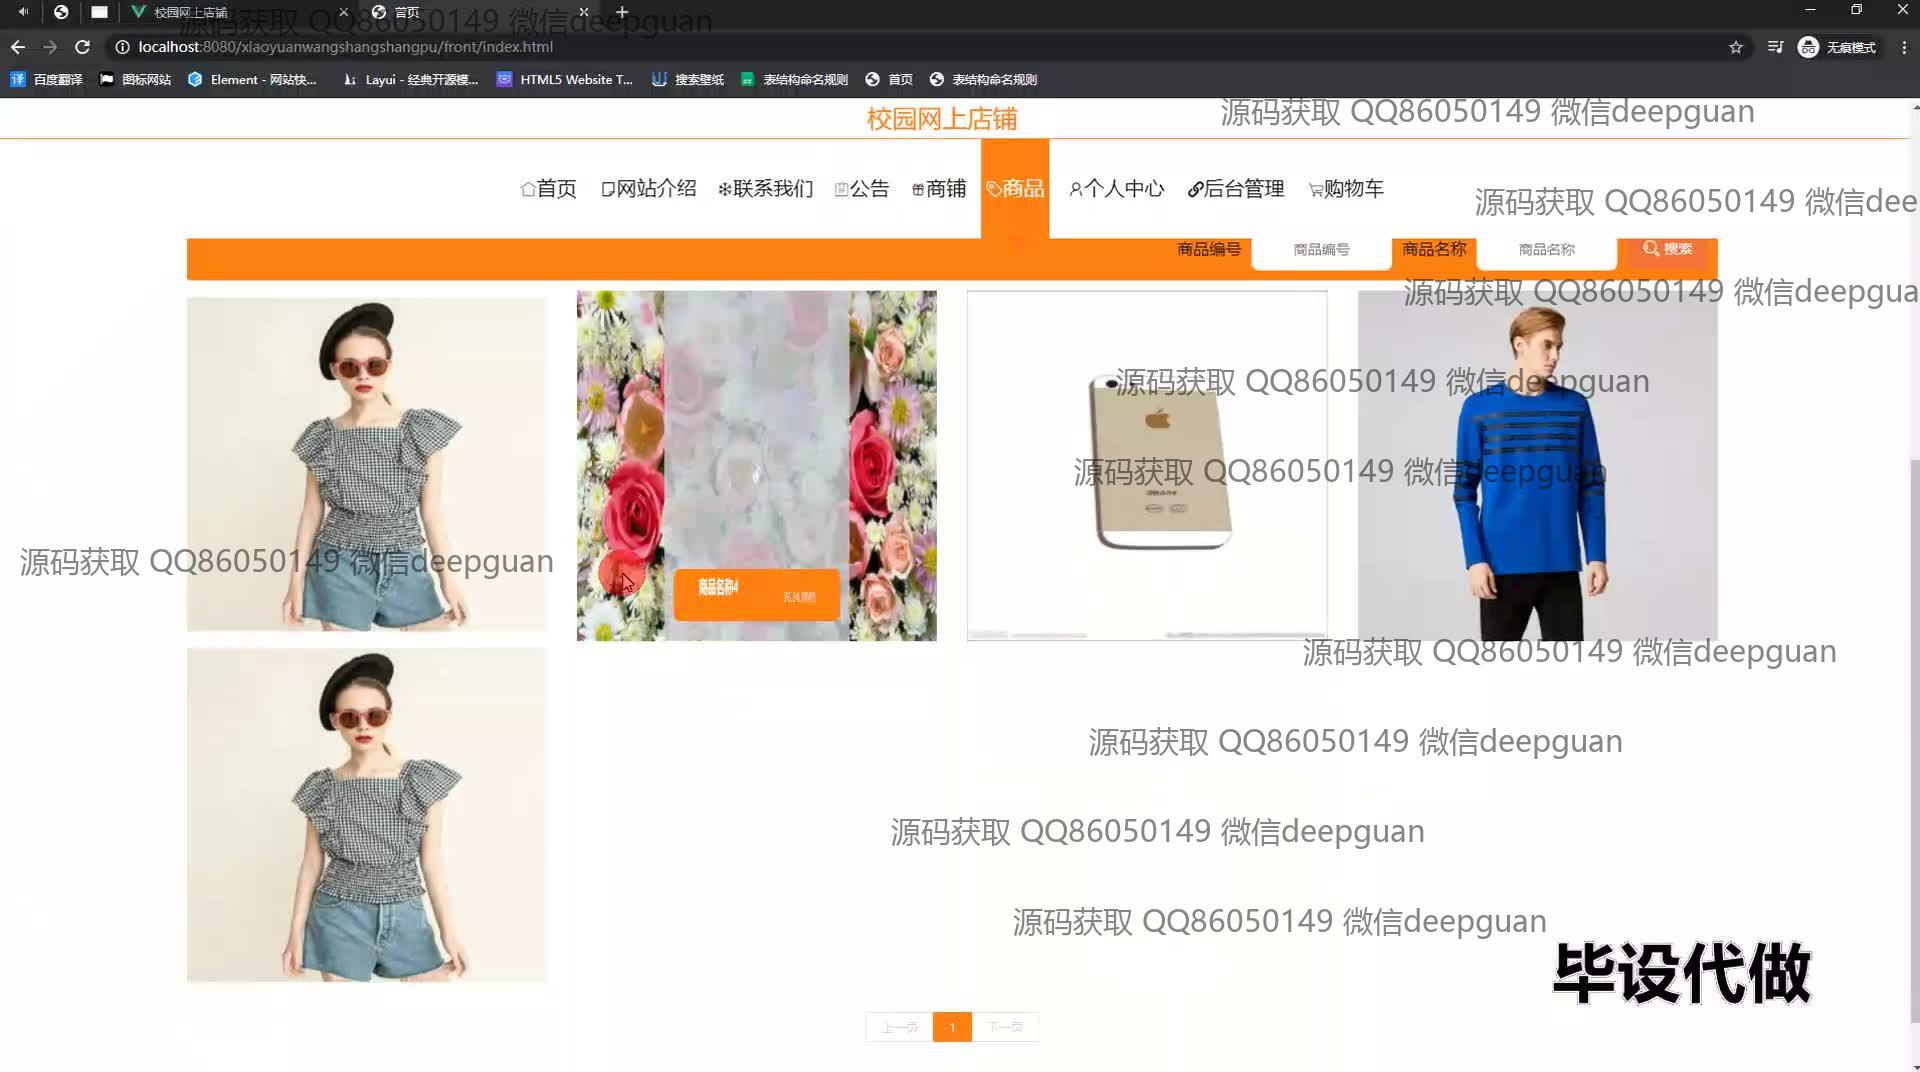 校园网上店铺
首页
源码获取 QQ86050149 微信deepguan
localhost:8080/xiaoyuanwangshangshangpu/front/index.html
无痕模式
百度翻译
图标网站
Element - 网站快...
Layui - 经典开源模...
HTML5 Website T...
搜索壁纸
表结构命名规则
首页
表结构命名规则
校园网上店铺
源码获取 QQ86050149 微信deepguan
首页
网站介绍
联系我们
公告
商铺
商品
个人中心
后台管理
购物车
源码获取 QQ86050149 微信dee
商品编号
商品编号
商品名称
商品名称
搜索
源码获取 QQ86050149 微信deepgua
源码获取 QQ86050149 微信deepguan
源码获取 QQ86050149 微信deepguan
源码获取 QQ86050149 微信deepguan
商品名称4
源码获取 QQ86050149 微信deepguan
源码获取 QQ86050149 微信deepguan
源码获取 QQ86050149 微信deepguan
源码获取 QQ86050149 微信deepguan
毕设代做
上一页
1
下一页